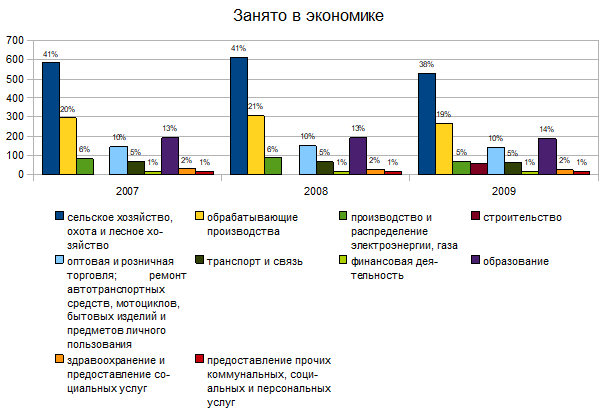 Занято в экономике
700
600
500
400
300
200
100
0
41%
20%
6%
10%
5%
1%
13%
2%
1%
41%
21%
6%
10%
5%
1%
13%
2%
1%
38%
19%
5%
10%
5%
1%
14%
2%
1%
2007
2008
2009
сельское хозяйство,
охота и лесное хо-
зяйство
обрабатывающие
производства
производство и
распределение
электроэнергии, газа
строительство
оптовая и розничная
торговля; ремонт
автотранспортных
средств, мотоциклов,
бытовых изделий и
предметов личного
пользования
транспорт и связь
финансовая дея-
тельность
образование
здравоохранение и
предоставление со-
циальных услуг
предоставление прочих
коммунальных, соци-
альных и персональных
услуг